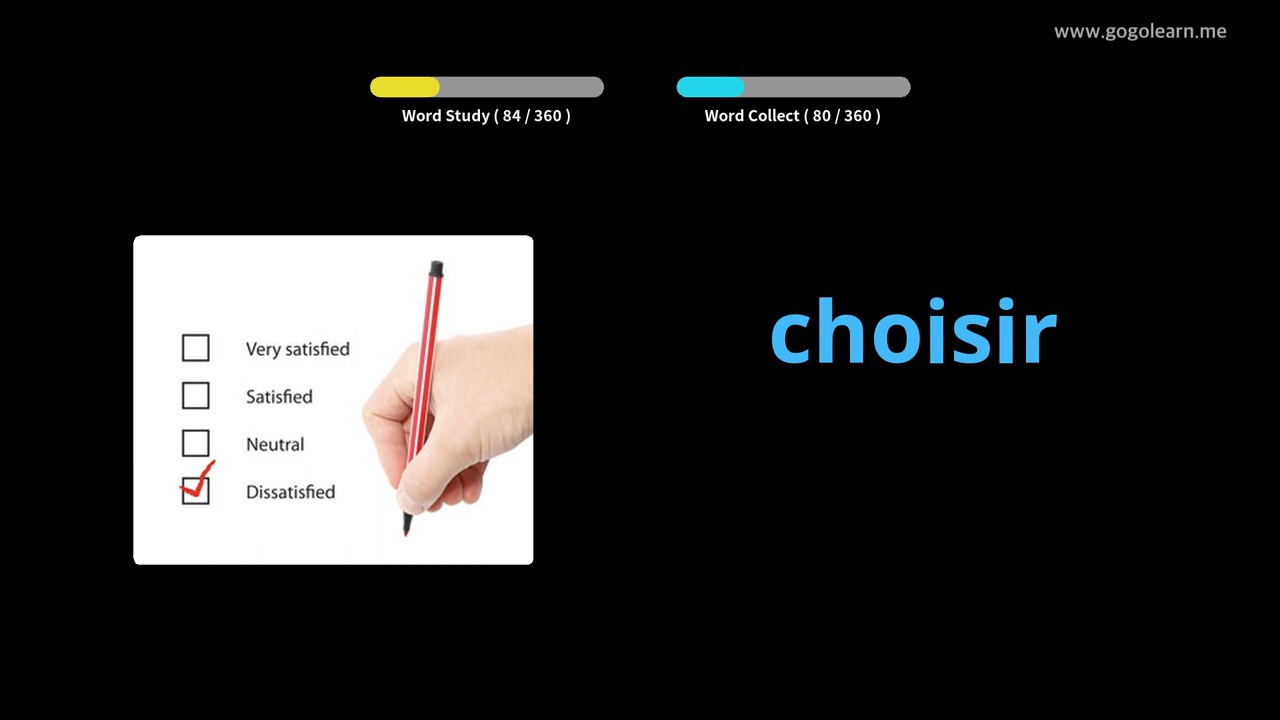 www.gogolearn.me
Word Study ( 84 / 360 )
Word Collect ( 80 / 360 )
Very satisfied
Satisfied
Neutral
Dissatisfied
choisir